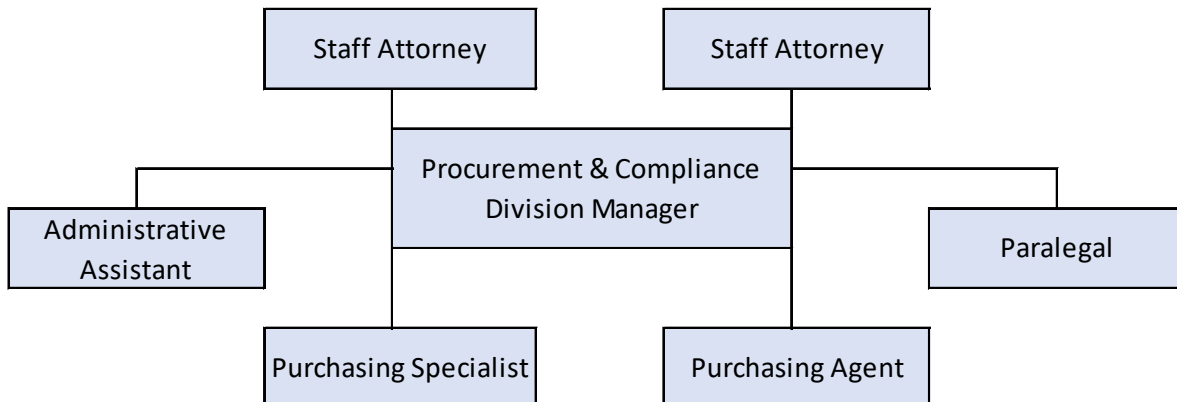 Staff Attorney
Staff Attorney
Procurement & Compliance
Division Manager
Administrative
Assistant
Paralegal
Purchasing Specialist
Purchasing Agent